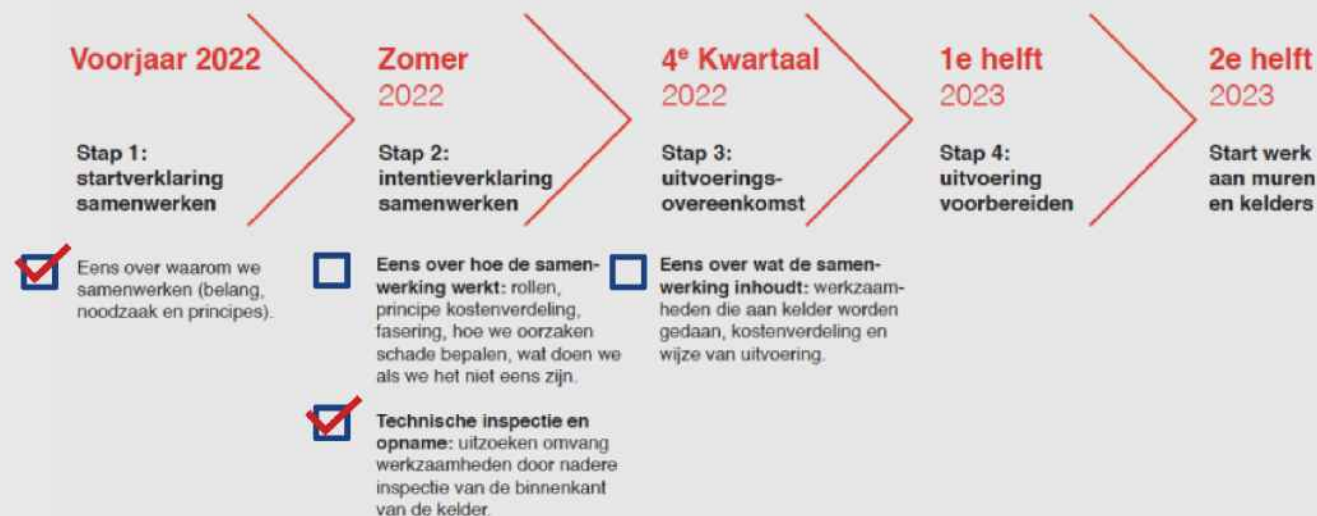 Voorjaar 2022
Stap 1:
startverklaring
samenwerken
Eens over waarom we
samenwerken (belang,
noodzaak en principes).
Zomer
2022
Stap 2:
intentieverklaring
samenwerken
Eens over hoe de samen-
werking werkt: rollen,
principe kostenverdeling,
fasering, hoe we oorzaken
schade bepalen, wat doen we
als we het niet eens zijn.
Technische inspectie en
opname: uitzoeken omvang
werkzaamheden door nadere
inspectie van de binnenkant
van de kelder.
4e Kwartaal
2022
Stap 3:
uitvoerings-
overeenkomst
Eens over wat de samen-
werking inhoudt: werkzaam-
heden die aan kelder worden
gedaan, kostenverdeling en
wijze van uitvoering.
1e helft
2023
Stap 4:
uitvoering
voorbereiden
2e helft
2023
Start werk
aan muren
en kelders